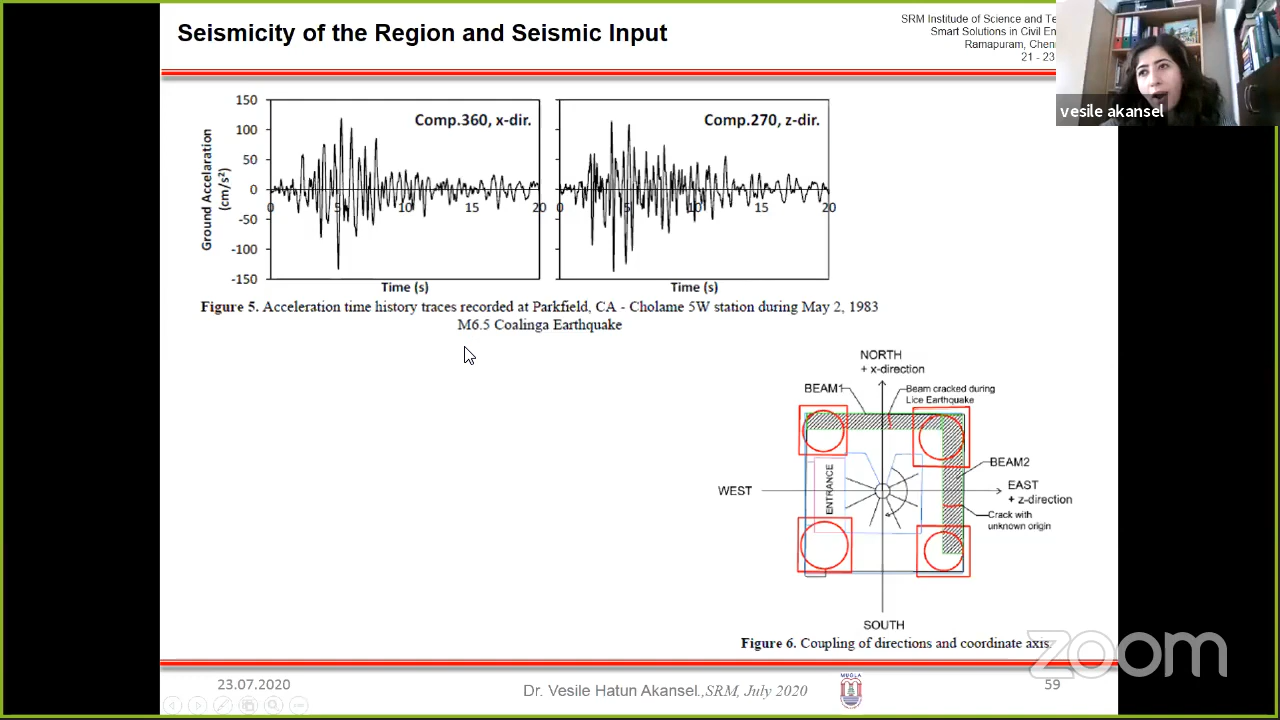 Seismicity of the Region and Seismic Input
SRM Institude of Science and Te
Smart Solutions in Civil En
Ramapuram, Chenn
21 - 23
vesile akansel
150
100
50
0
-50
-100
-150
Ground Accelaration
(cm/s²)
Comp.360, x-dir.
0 5 10 15 20
Time (s)
Comp.270, z-dir.
0 5 10 15 20
Time (s)
Figure 5. Acceleration time history traces recorded at Parkfield, CA - Cholame 5W station during May 2, 1983
M6.5 Coalinga Earthquake
NORTH
+ x-direction
BEAM1
Beam cracked during
Lice Earthquake
BEAM2
WEST
ENTRANCE
EAST
+ z-direction
Crack with
unknown origin
SOUTH
Figure 6. Coupling of directions and coordinate axis.
zoom
23.07.2020
Dr. Vesile Hatun Akansel.,SRM, July 2020
59